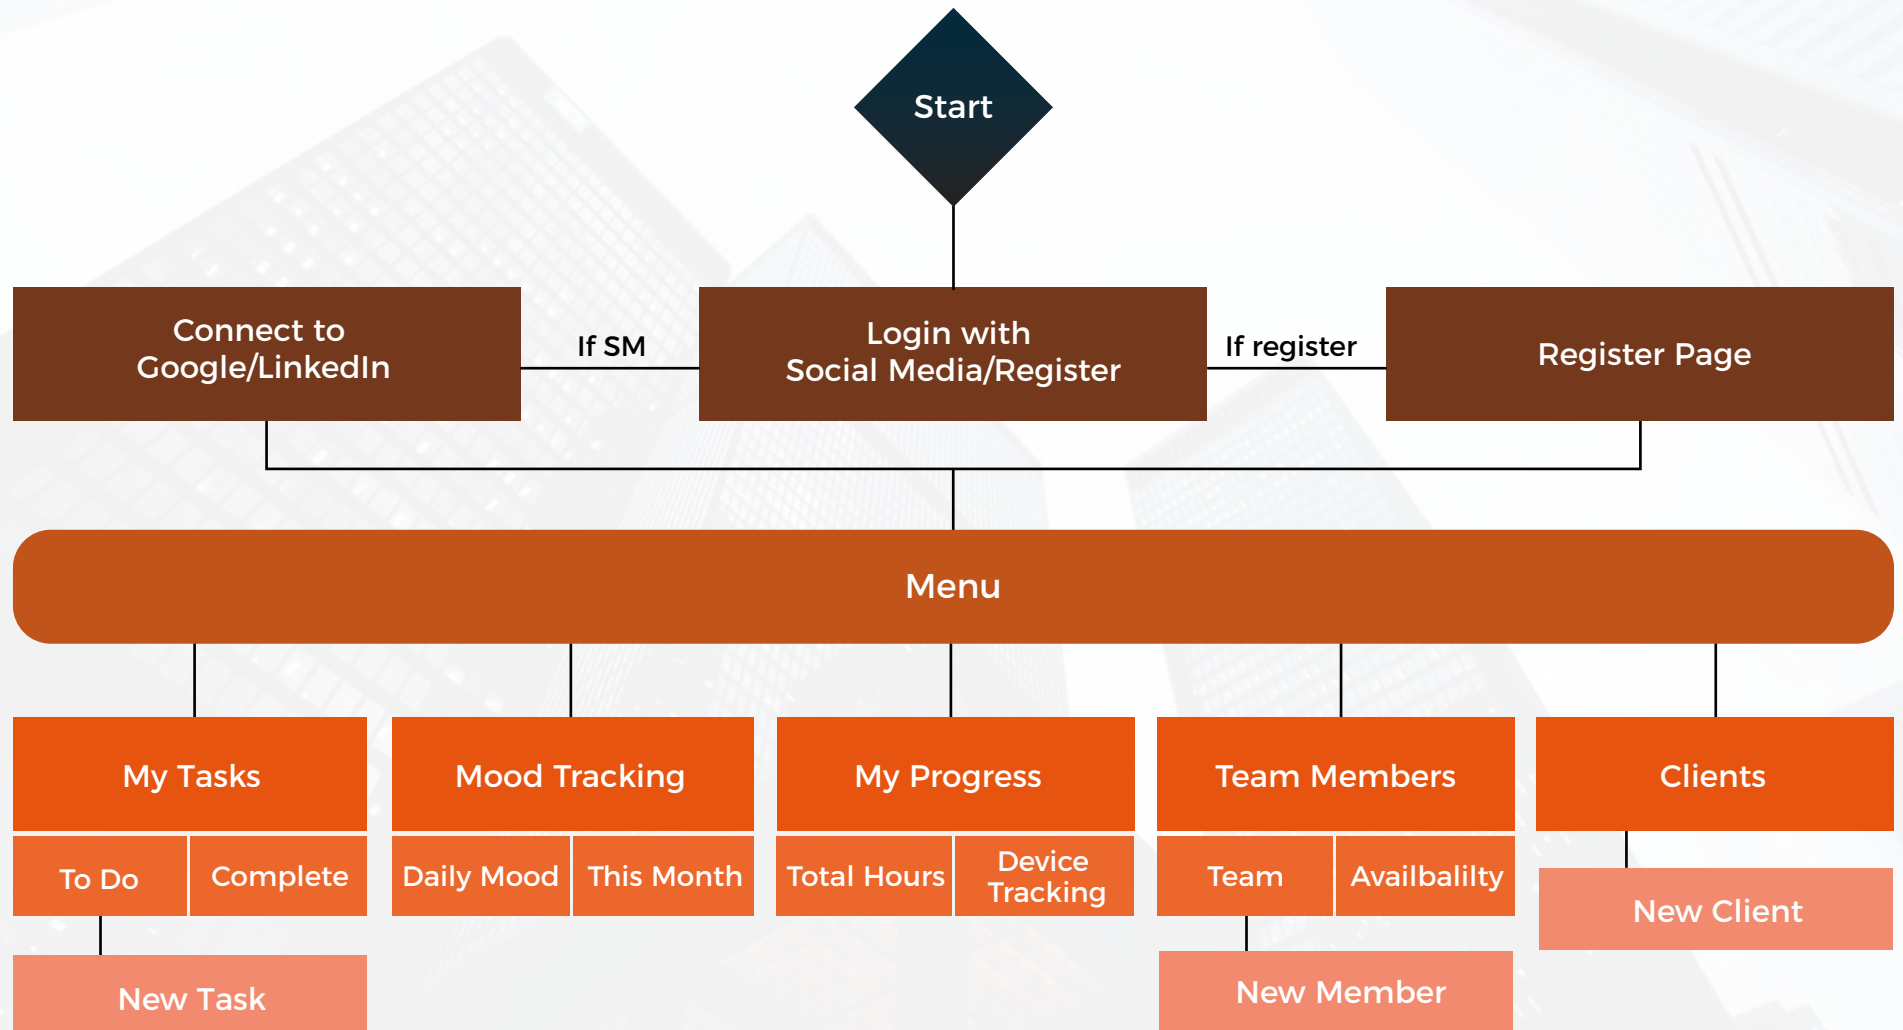 Start
Connect to
Google/LinkedIn
If SM
Login with
Social Media/Register
If register
Register Page
Menu
My Tasks
Mood Tracking
My Progress
Team Members
Clients
To Do
Complete
Daily Mood
This Month
Total Hours
Device
Tracking
Team
Availbalilty
New Client
New Task
New Member